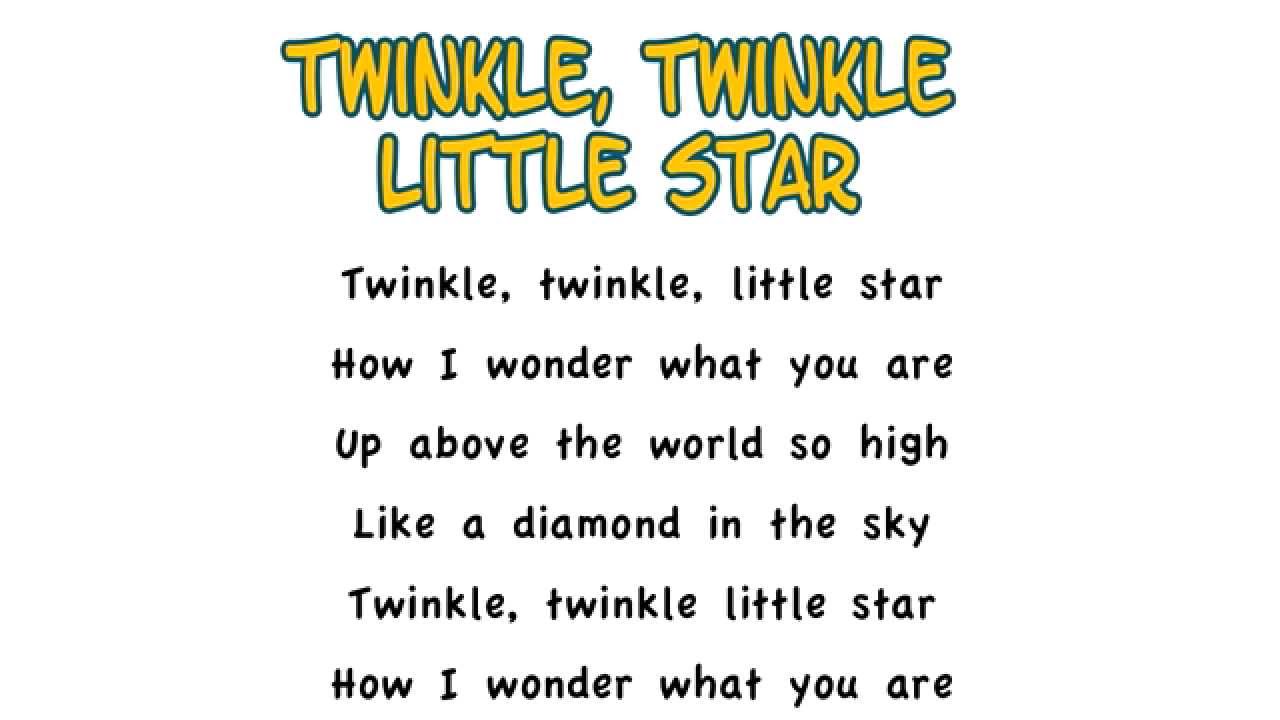 TWINKLE, TWINKLE
LITTLE STAR
Twinkle, twinkle, little star
How I wonder what you are
Up above the world so high
Like a diamond in the sky
Twinkle, twinkle little star
How I wonder what you are